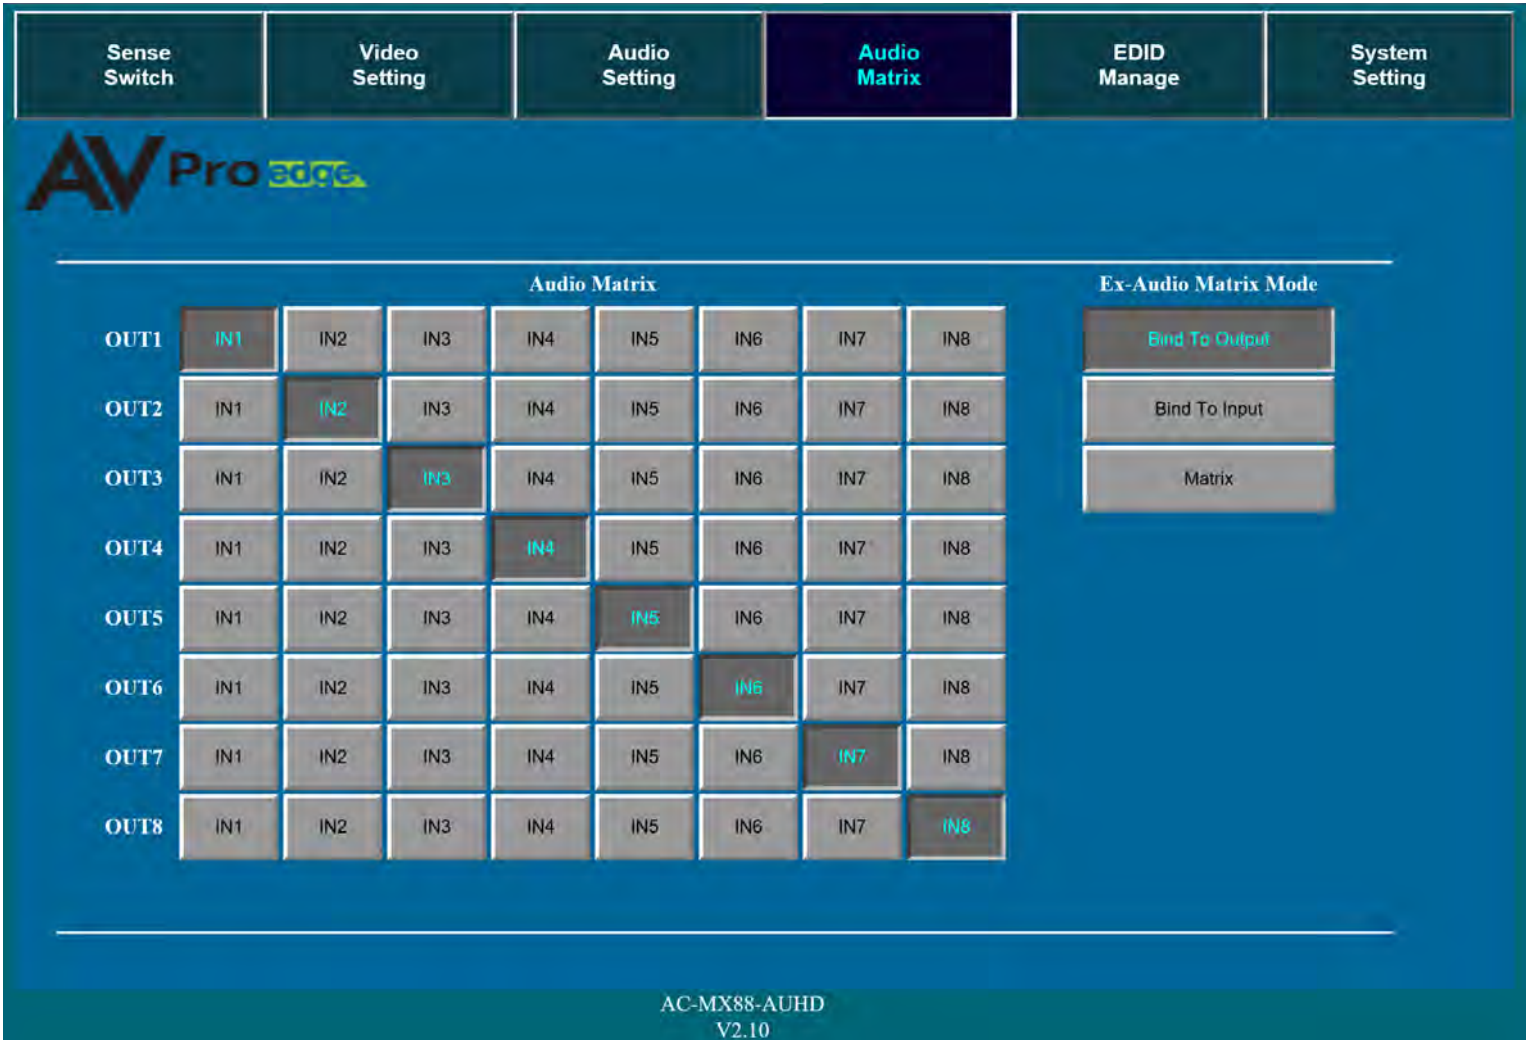 Sense Switch
Video Setting
Audio Setting
Audio Matrix
EDID Manage
System Setting
AV Pro edge
Audio Matrix
Ex-Audio Matrix Mode
OUT1 IN1 IN2 IN3 IN4 IN5 IN6 IN7 IN8 Bind To Output
OUT2 IN1 IN2 IN3 IN4 IN5 IN6 IN7 IN8 Bind To Input
OUT3 IN1 IN2 IN3 IN4 IN5 IN6 IN7 IN8 Matrix
OUT4 IN1 IN2 IN3 IN4 IN5 IN6 IN7 IN8
OUT5 IN1 IN2 IN3 IN4 IN5 IN6 IN7 IN8
OUT6 IN1 IN2 IN3 IN4 IN5 IN6 IN7 IN8
OUT7 IN1 IN2 IN3 IN4 IN5 IN6 IN7 IN8
OUT8 IN1 IN2 IN3 IN4 IN5 IN6 IN7 IN8
AC-MX88-AUHD
V2.10